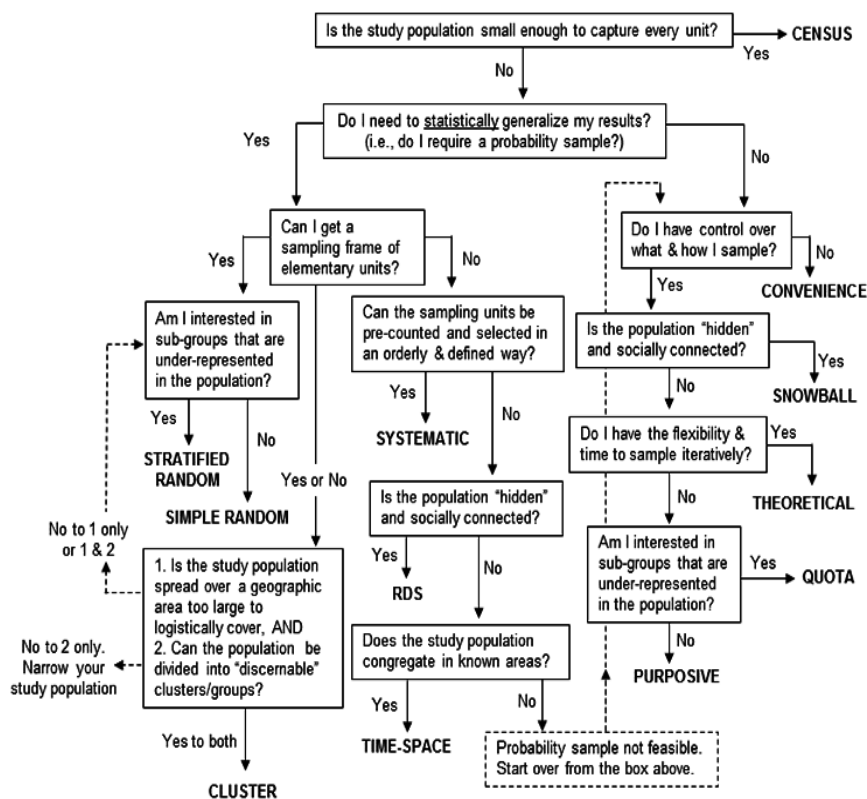 Is the study population small enough to capture every unit?
Yes
CENSUS
No
Do I need to statistically generalize my results?
(i.e., do I require a probability sample?)
Yes
No
Can I get a
sampling frame of
elementary units?
Yes
No
Do I have control over
what & how I sample?
No
CONVENIENCE
Yes
Am I interested in
sub-groups that are
under-represented
in the population?
Yes
No
STRATIFIED
RANDOM
SIMPLE RANDOM
Yes or No
Can the sampling units be
pre-counted and selected in
an orderly & defined way?
Yes
SYSTEMATIC
No
Is the population “hidden”
and socially connected?
Yes
SNOWBALL
No
Do I have the flexibility &
time to sample iteratively?
Yes
THEORETICAL
No
Is the population “hidden”
and socially connected?
Yes
RDS
No
Am I interested in
sub-groups that are
under-represented
in the population?
Yes
QUOTA
No
PURPOSIVE
No to 1 only
or 1 & 2
1. Is the study population
spread over a geographic
area too large to
logistically cover, AND
2. Can the population be
divided into “discernable”
clusters/groups?
No to 2 only.
Narrow your
study population
Yes to both
CLUSTER
Does the study population
congregate in known areas?
Yes
TIME-SPACE
No
Probability sample not feasible.
Start over from the box above.